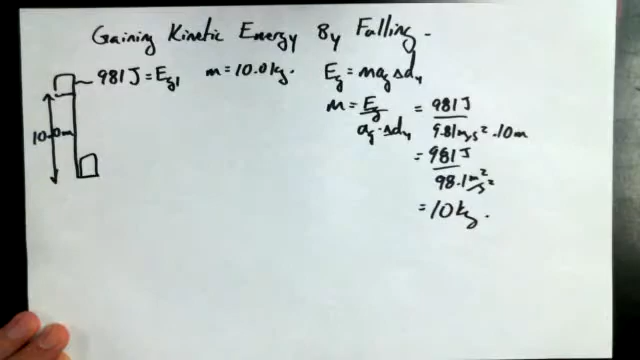 Gaining Kinetic Energy By Falling.
981 J = Eg1 m = 10.0 kg. Eg = mag Δdy
10.0m
m = Eg / ag · Δdy = 981 J / 9.81 m/s² · 10m
= 981 J / 98.1 m²/s²
= 10 kg.